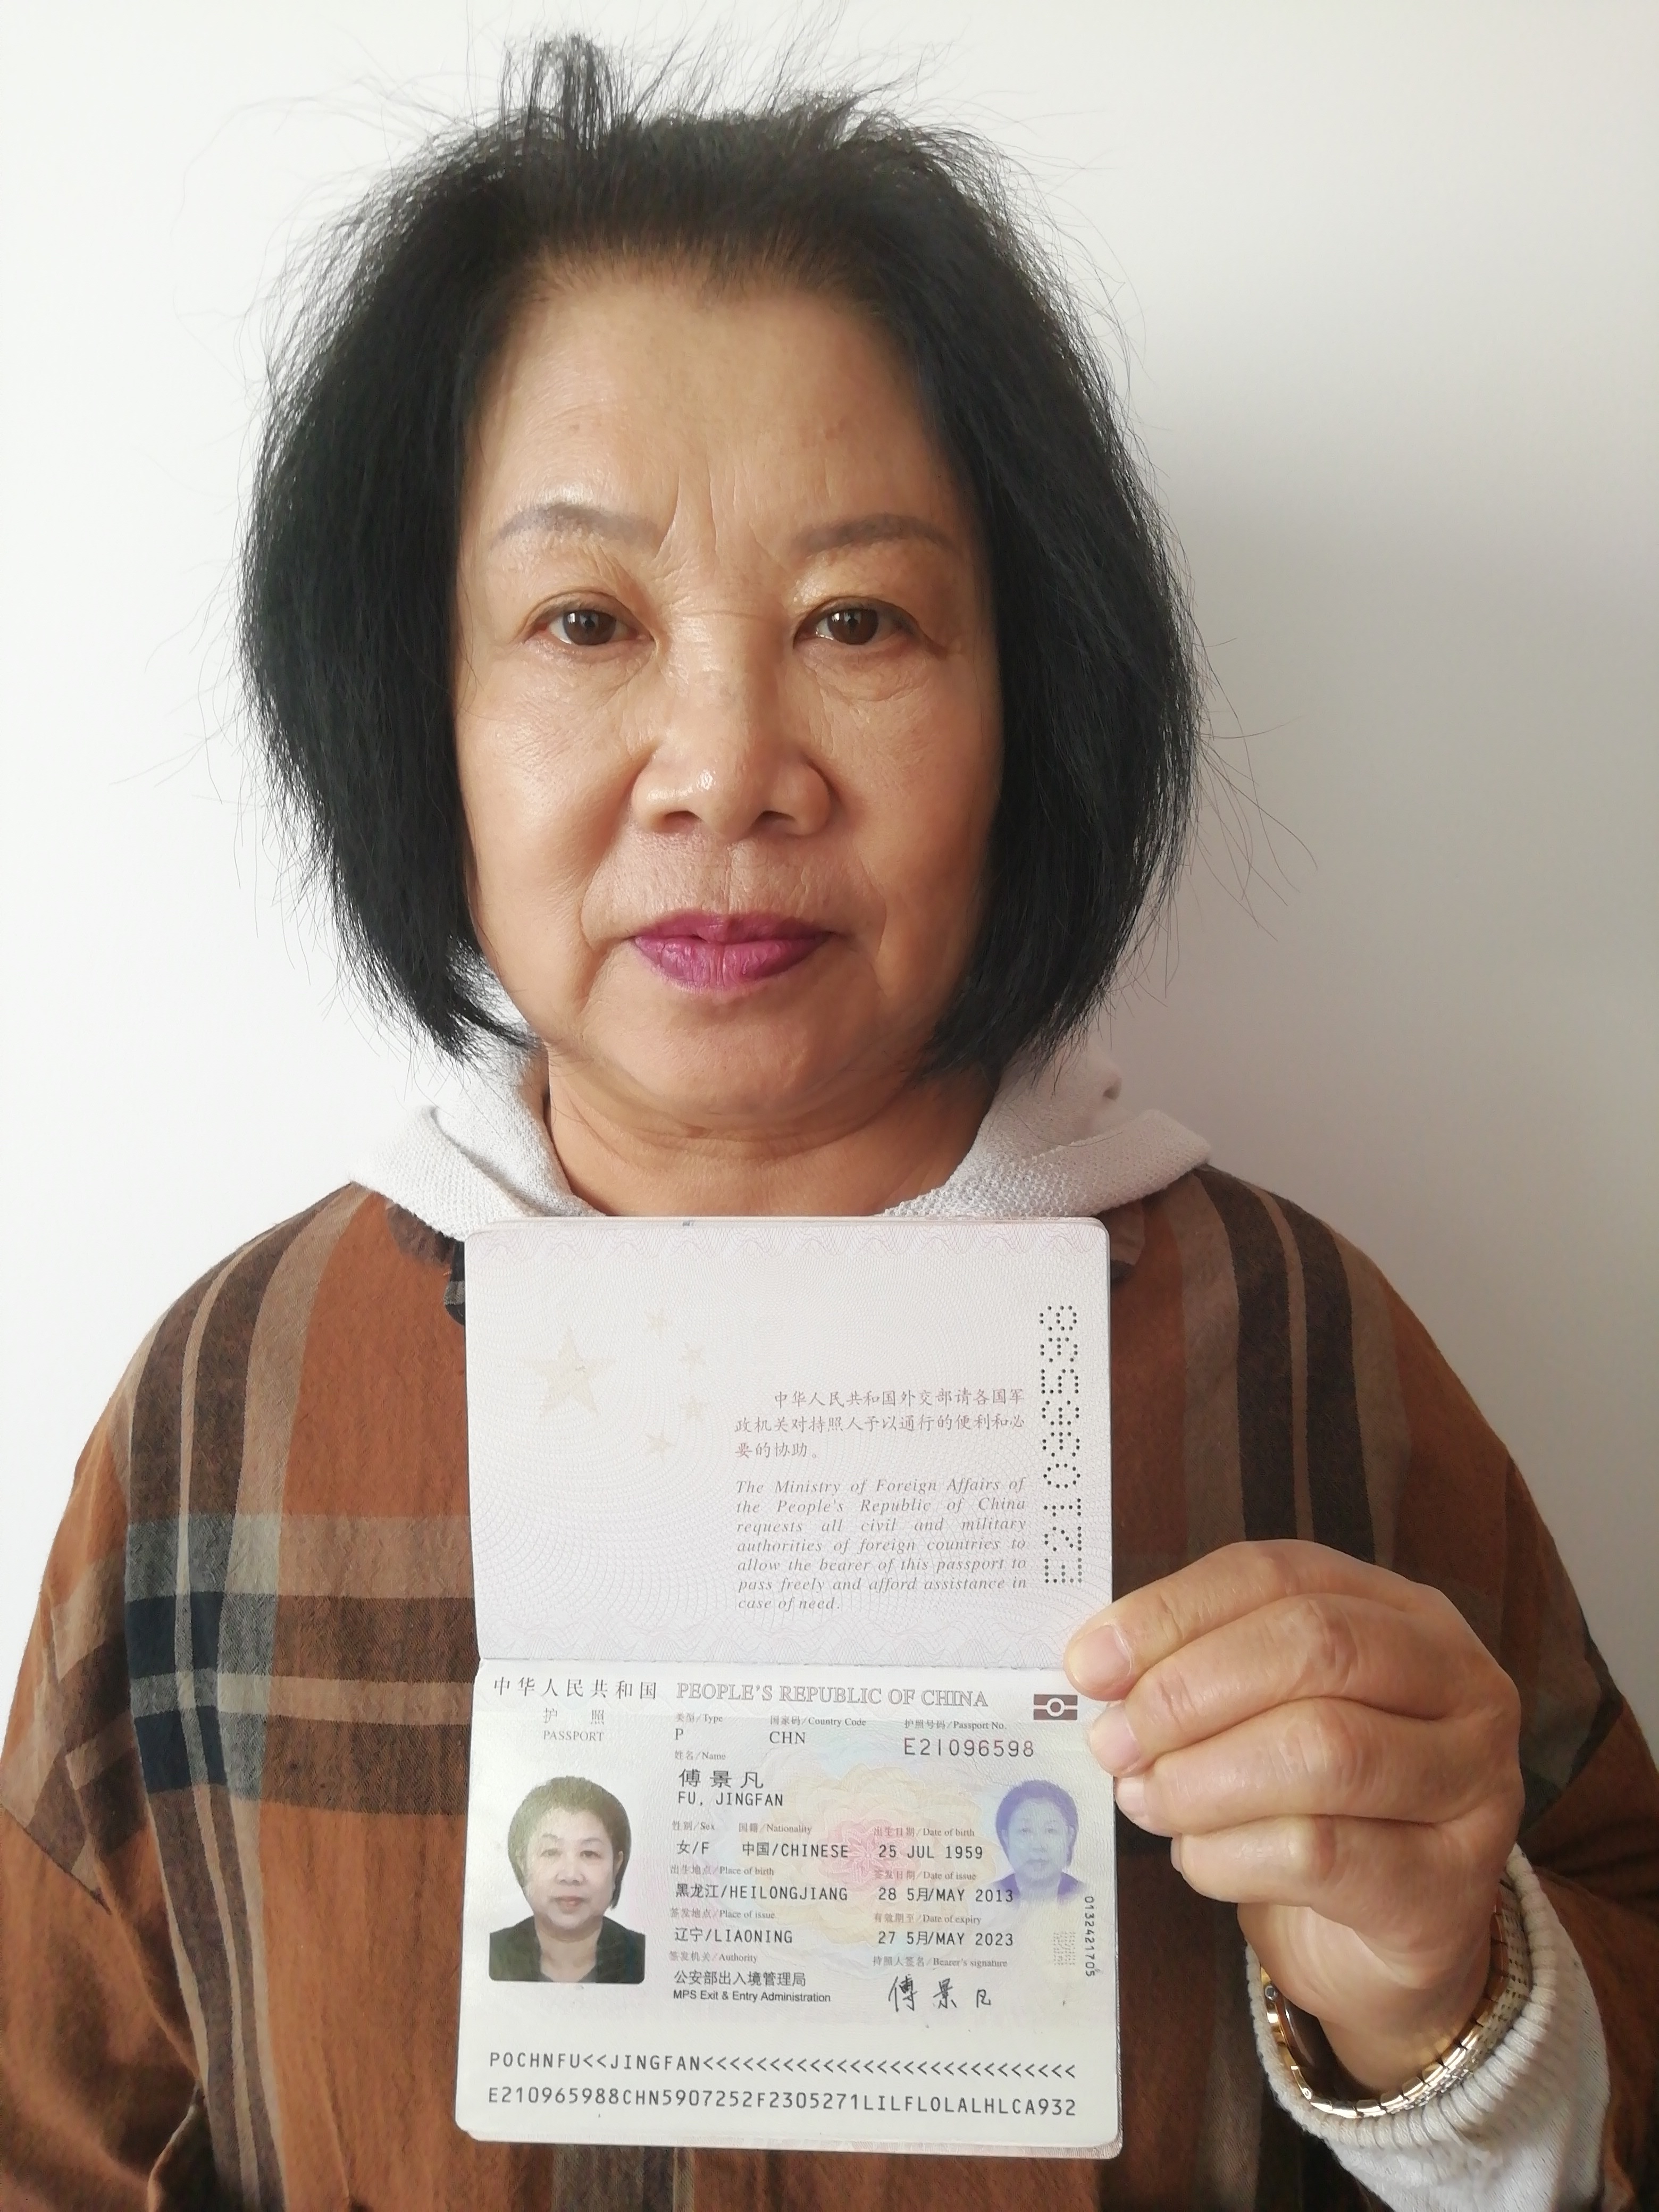 中华人民共和国外交部请各国军
政机关对持照人予以通行的便利和必
要的协助。
The Ministry of Foreign Affairs of
the People's Republic of China
requests all civil and military
authorities of foreign countries to
allow the bearer of this passport to
pass freely and afford assistance in
case of need.
E21096598
中华人民共和国 PEOPLE'S REPUBLIC OF CHINA
护 照
PASSPORT
类型/Type 国家码/Country Code 护照号码/Passport No.
P CHN E21096598
姓名/Name
傅景凡
FU, JINGFAN
性别/Sex 国籍/Nationality 出生日期/Date of birth
女/F 中国/CHINESE 25 JUL 1959
出生地点/Place of birth 签发日期/Date of issue
黑龙江/HEILONGJIANG 28 5月/MAY 2013
签发地点/Place of issue 有效期至/Date of expiry
辽宁/LIAONING 27 5月/MAY 2023
签发机关/Authority 持照人签名/Bearer's signature
公安部出入境管理局
MPS Exit & Entry Administration
傅景凡
0132421705
POCHNFU<<JINGFAN<<<<<<<<<<<<<<<<<<<<<<<<<<<<
E210965988CHN5907252F2305271LILFLOLALHLCA932